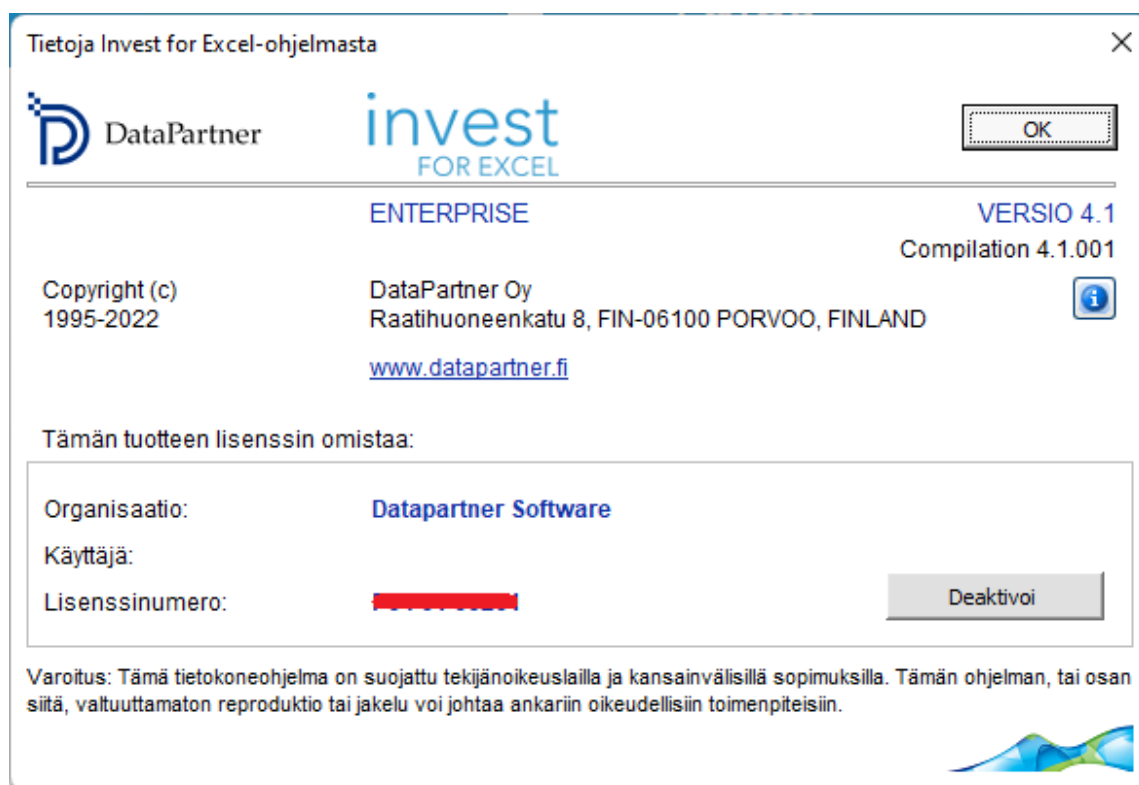 Tietoja Invest for Excel-ohjelmasta
DataPartner
invest
FOR EXCEL
OK
ENTERPRISE
VERSIO 4.1
Compilation 4.1.001
Copyright (c)
1995-2022
DataPartner Oy
Raatihuoneenkatu 8, FIN-06100 PORVOO, FINLAND
www.datapartner.fi
Tämän tuotteen lisenssin omistaa:
Organisaatio: Datapartner Software
Käyttäjä:
Lisenssinumero:
Deaktivoi
Varoitus: Tämä tietokoneohjelma on suojattu tekijänoikeuslailla ja kansainvälisillä sopimuksilla. Tämän ohjelman, tai osan
siitä, valtuuttamaton reproduktio tai jakelu voi johtaa ankariin oikeudellisiin toimenpiteisiin.